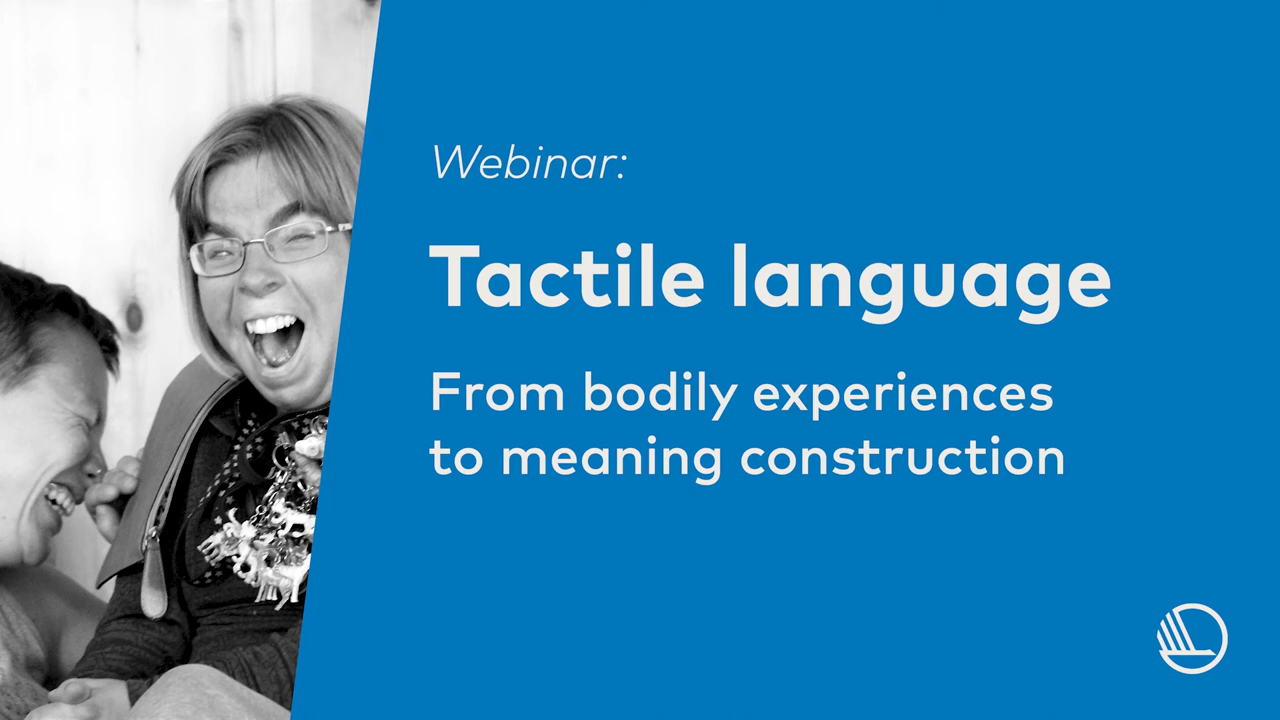 Webinar:
Tactile language
From bodily experiences
to meaning construction